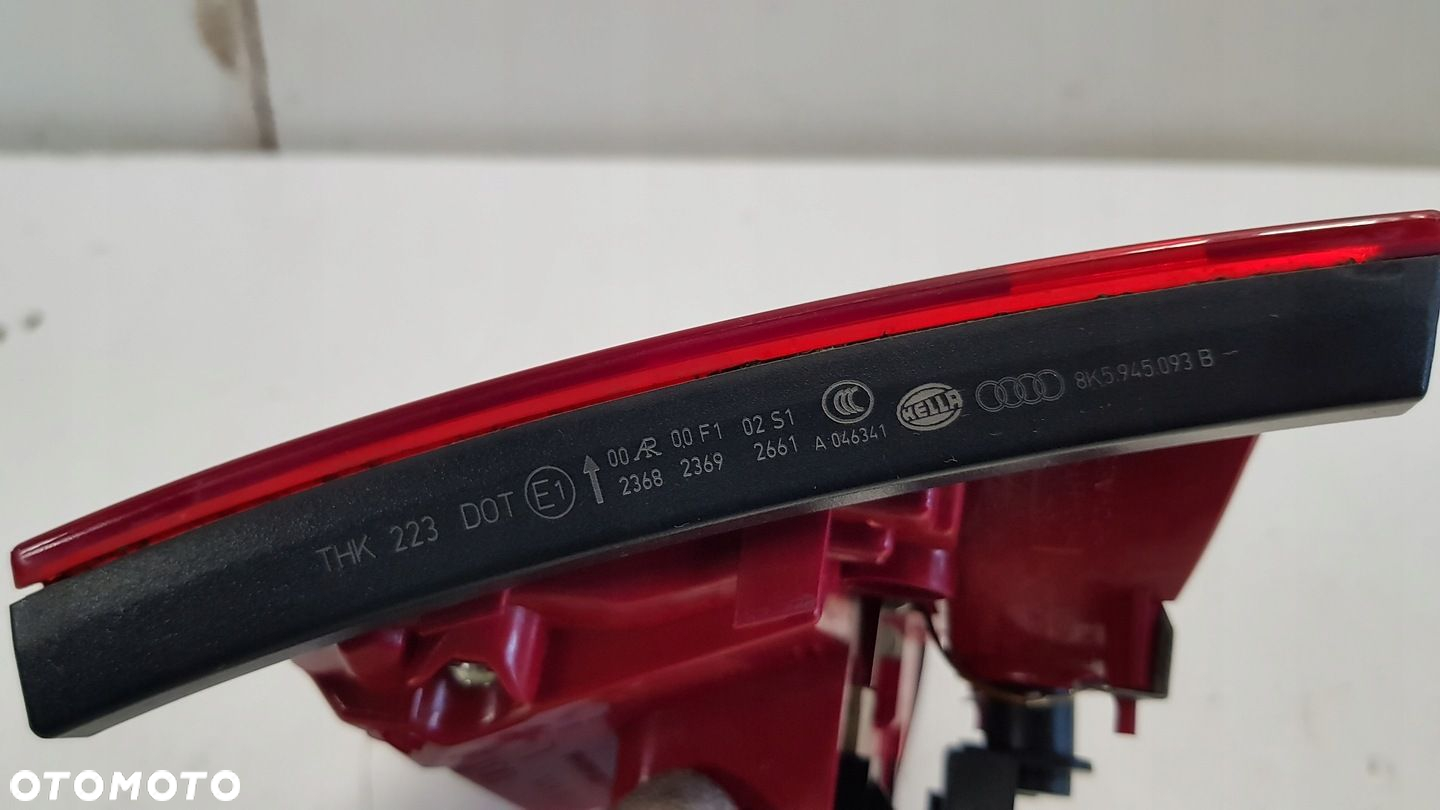 THK 223 DOT E1 00 AR 00 F1 02 S1
2368 2369 2661 A 046341
CCC HELLA 8K5.945.093 B
OTOMOTO